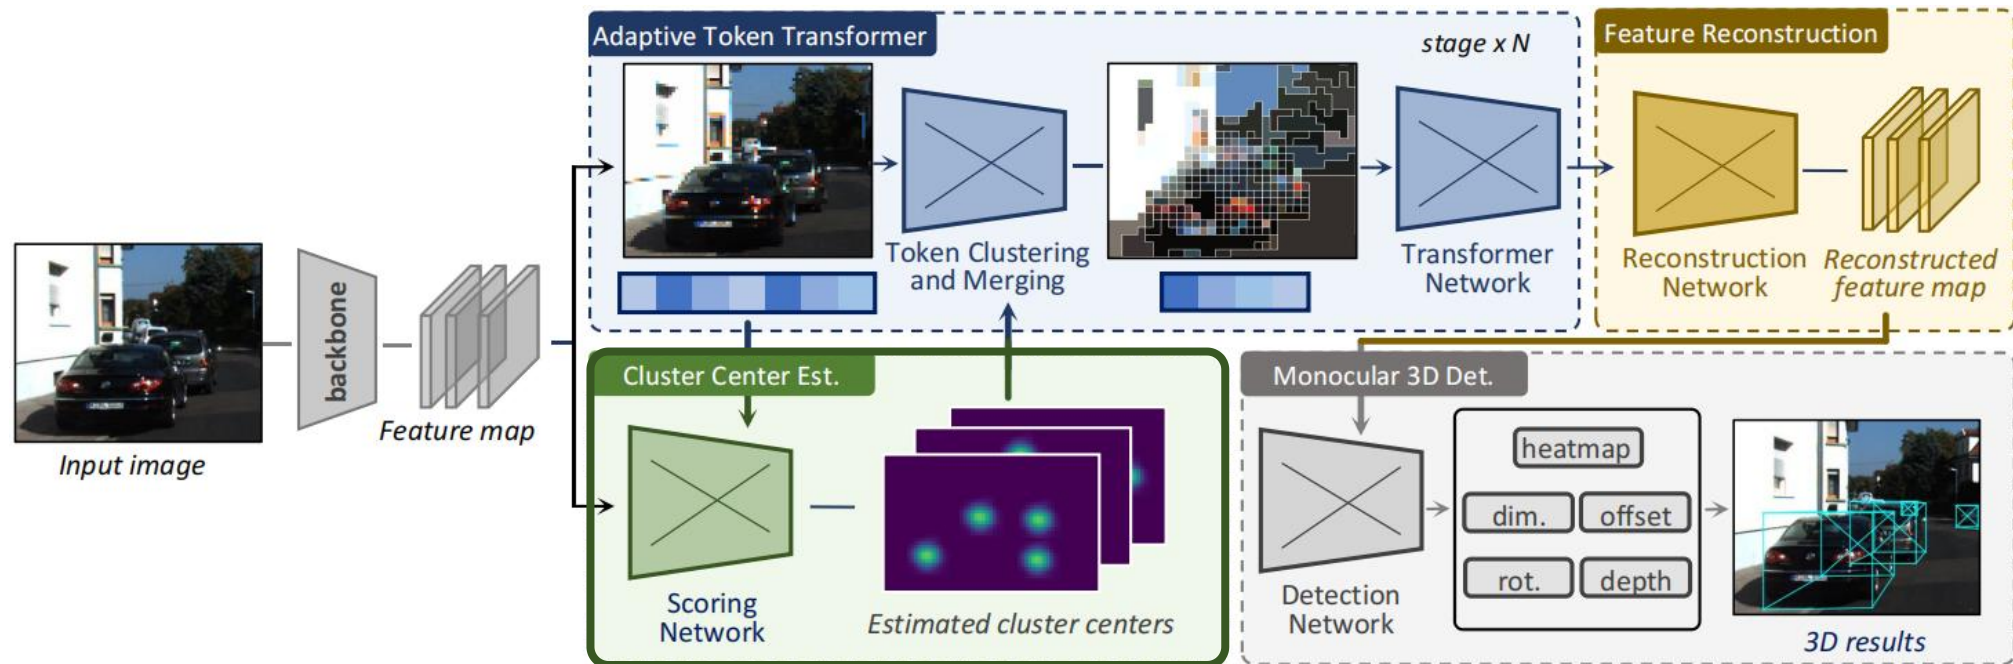 Adaptive Token Transformer
stage x N
Feature Reconstruction
Token Clustering
and Merging
Transformer
Network
Reconstruction
Network
Reconstructed
feature map
backbone
Feature map
Input image
Cluster Center Est.
Scoring
Network
Estimated cluster centers
Monocular 3D Det.
heatmap
dim.
offset
rot.
depth
Detection
Network
3D results